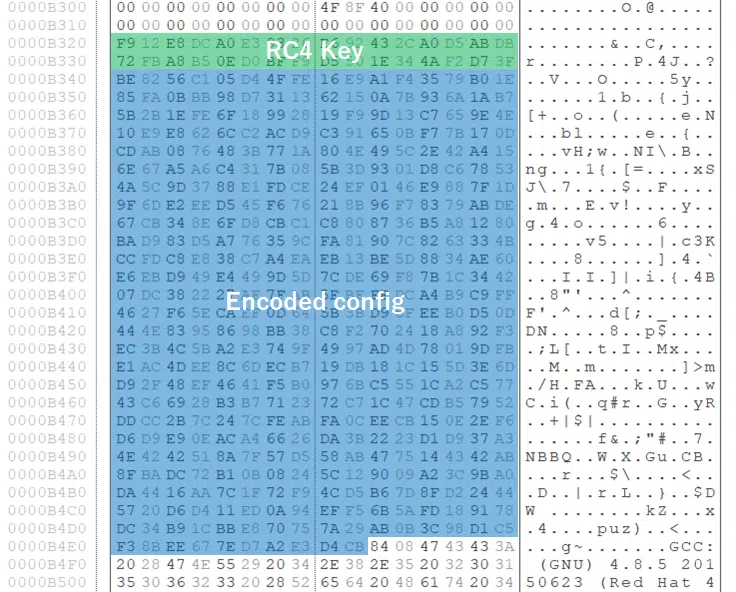 0000B300 00 00 00 00 00 00 00 00 4F 8F 40 00 00 00 00 00 ........O.@.....
0000B310 00 00 00 00 00 00 00 00 00 00 00 00 00 00 00 00 ................
0000B320 F9 12 E8 DC A0 E3 92 43 2C A0 D5 AB DB .......&..C,....
RC4 Key
0000B330 72 FB A8 B5 0E D0 1E 34 4A F2 D7 3F r.........P.4J..?
0000B340 BE 82 56 C1 05 D4 4F FE 16 E9 A1 F4 35 79 B0 1E ..V...O.....5y..
0000B350 85 FA 0B BB 98 D7 31 13 62 15 0A 7B 93 6A 1A B7 ......1.b..{.j..
0000B360 5B 2B 1E FE 6F 18 99 28 19 F9 9D 13 C7 65 9E 4E [+..o..(.....e.N
0000B370 10 E9 E8 62 6C C2 AC D9 C3 91 65 0B F7 7B 17 0D ...bl.....e..{..
0000B380 CD AB 08 76 48 3B 77 1A 80 4E 49 5C 2E 42 A4 15 ...vH;w..NI\.B..
0000B390 6E 67 A5 A6 C4 31 7B 08 5B 3D 93 01 D8 C6 78 53 ng...1{.[=....xS
0000B3A0 4A 5C 9D 37 88 E1 FD CE 24 EF 01 46 E9 88 7F 1D J\.7....$..F....
0000B3B0 9F 6D E2 EE D5 45 F6 76 21 8B 96 F7 83 79 AB DE .m...E.v!....y..
0000B3C0 67 CB 34 8E 6F D8 CB C1 C8 80 87 36 B5 A8 12 80 g.4.o......6....
0000B3D0 BA D9 83 D5 A7 76 35 9C FA 81 90 7C 82 63 33 4B .....v5....|.c3K
0000B3E0 CC FD C8 E8 38 C7 A4 EA EB 13 BE 5D 88 34 AE 60 ....8......].4.`
0000B3F0 E6 EB D9 49 E4 49 9D 5D 7C DE 69 F8 7B 1C 34 42 ...I.I.]|.i.{.4B
0000B400 07 DC 38 22 A4 B9 C9 FF ..8"'...^.......
Encoded config
0000B410 46 27 F6 5E EE B0 D5 0D F'.^...d[;._....
0000B420 44 4E 83 95 86 98 BB 38 C8 F2 70 24 18 A8 92 F3 DN.....8..p$....
0000B430 EC 3B 4C 5B A2 E3 74 9F 49 97 AD 4D 78 01 9D FB .;L[..t.I..Mx...
0000B440 E1 AC 4D EE 8C 6D EC B7 19 DB 18 1C 15 5D 3E 6D ..M..m.......]>m
0000B450 D9 2F 48 EF 46 41 F5 B0 97 6B C5 55 1C A2 C5 77 ./H.FA...k.U...w
0000B460 43 C6 69 28 B3 B7 71 23 72 C7 1C 47 CD B5 79 52 C.i(..q#r..G..yR
0000B470 DD CC 2B 7C 24 7C FE AB FA 0C EE CB 15 0E 2E F6 ..+|$|..........
0000B480 D6 D9 E9 0E AC A4 66 26 DA 3B 22 23 D1 D9 37 A3 ......f&.;"#..7.
0000B490 4E 42 42 51 8A 7F 57 D5 58 AB 47 75 14 43 42 AB NBBQ..W.X.Gu.CB.
0000B4A0 8F BA DC 72 B1 0B 08 24 5C 12 90 09 A2 3C 9B A0 ...r...$\....<..
0000B4B0 DA 44 16 AA 7C 1F 72 F9 4C D5 B6 7D 8F D2 24 44 .D..|.r.L..}..$D
0000B4C0 57 20 D6 D4 11 ED 0A 94 EF F5 6B 5A FD 18 91 78 W ........kZ...x
0000B4D0 DC 34 B9 1C BB E8 70 75 7A 29 AB 0B 3C 98 D1 C5 .4....puz)..<...
0000B4E0 F3 8B EE 67 7E D7 A2 E3 D4 CB 84 08 47 43 43 3A ...g~.......GCC:
0000B4F0 20 28 47 4E 55 29 20 34 2E 38 2E 35 20 32 30 31 (GNU) 4.8.5 201
0000B500 35 30 36 32 33 20 28 52 65 64 20 48 61 74 20 34 50623 (Red Hat 4